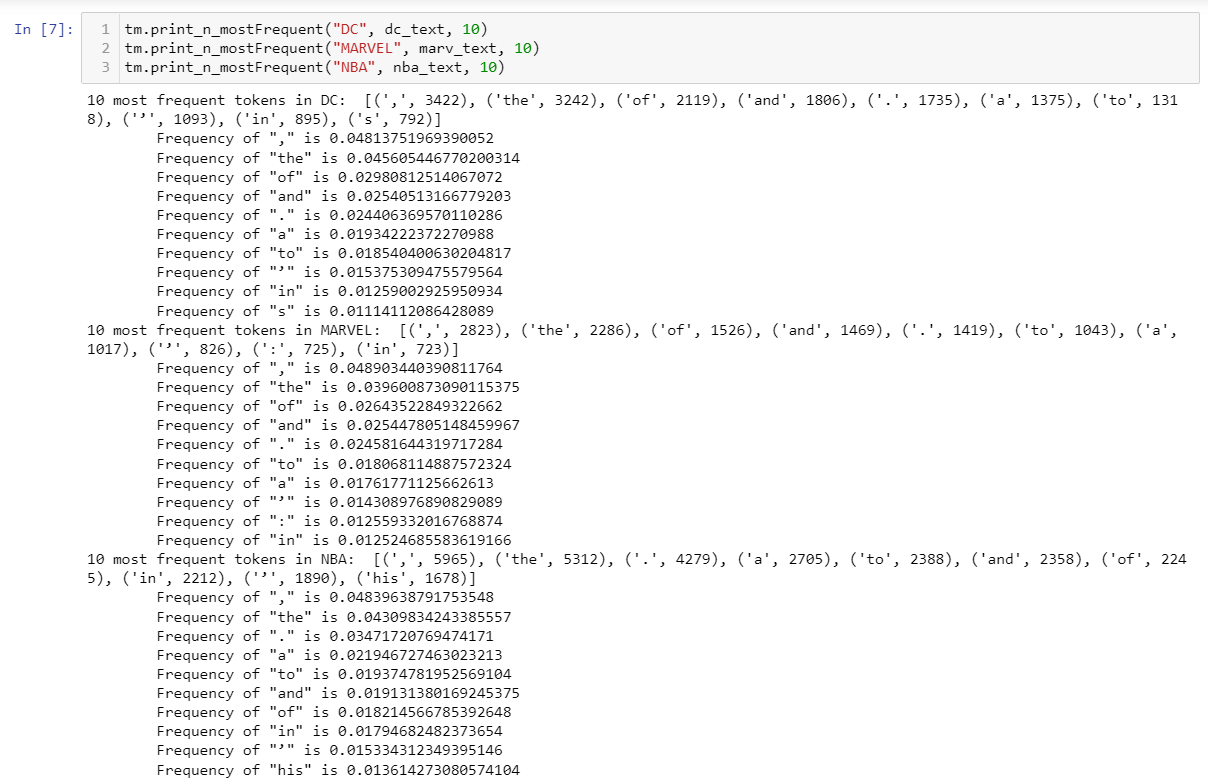 In [7]:
1 tm.print_n_mostFrequent("DC", dc_text, 10)
2 tm.print_n_mostFrequent("MARVEL", marv_text, 10)
3 tm.print_n_mostFrequent("NBA", nba_text, 10)
10 most frequent tokens in DC:  [(',', 3422), ('the', 3242), ('of', 2119), ('and', 1806), ('.', 1735), ('a', 1375), ('to', 131
8), ('’', 1093), ('in', 895), ('s', 792)]
Frequency of "," is 0.04813751969390052
Frequency of "the" is 0.045605446770200314
Frequency of "of" is 0.02980812514067072
Frequency of "and" is 0.02540513166779203
Frequency of "." is 0.024406369570110286
Frequency of "a" is 0.01934222372270988
Frequency of "to" is 0.018540400630204817
Frequency of "’" is 0.015375309475579564
Frequency of "in" is 0.01259002925950934
Frequency of "s" is 0.01114112086428089
10 most frequent tokens in MARVEL:  [(',', 2823), ('the', 2286), ('of', 1526), ('and', 1469), ('.', 1419), ('to', 1043), ('a',
1017), ('’', 826), (':', 725), ('in', 723)]
Frequency of "," is 0.048903440390811764
Frequency of "the" is 0.039600873090115375
Frequency of "of" is 0.02643522849322662
Frequency of "and" is 0.025447805148459967
Frequency of "." is 0.024581644319717284
Frequency of "to" is 0.018068114887572324
Frequency of "a" is 0.01761771125662613
Frequency of "’" is 0.014308976890829089
Frequency of ":" is 0.012559332016768874
Frequency of "in" is 0.012524685583619166
10 most frequent tokens in NBA:  [(',', 5965), ('the', 5312), ('.', 4279), ('a', 2705), ('to', 2388), ('and', 2358), ('of', 224
5), ('in', 2212), ('’', 1890), ('his', 1678)]
Frequency of "," is 0.04839638791753548
Frequency of "the" is 0.04309834243385557
Frequency of "." is 0.03471720769474171
Frequency of "a" is 0.021946727463023213
Frequency of "to" is 0.019374781952569104
Frequency of "and" is 0.019131380169245375
Frequency of "of" is 0.018214566785392648
Frequency of "in" is 0.01794682482373654
Frequency of "’" is 0.015334312349395146
Frequency of "his" is 0.013614273080574104